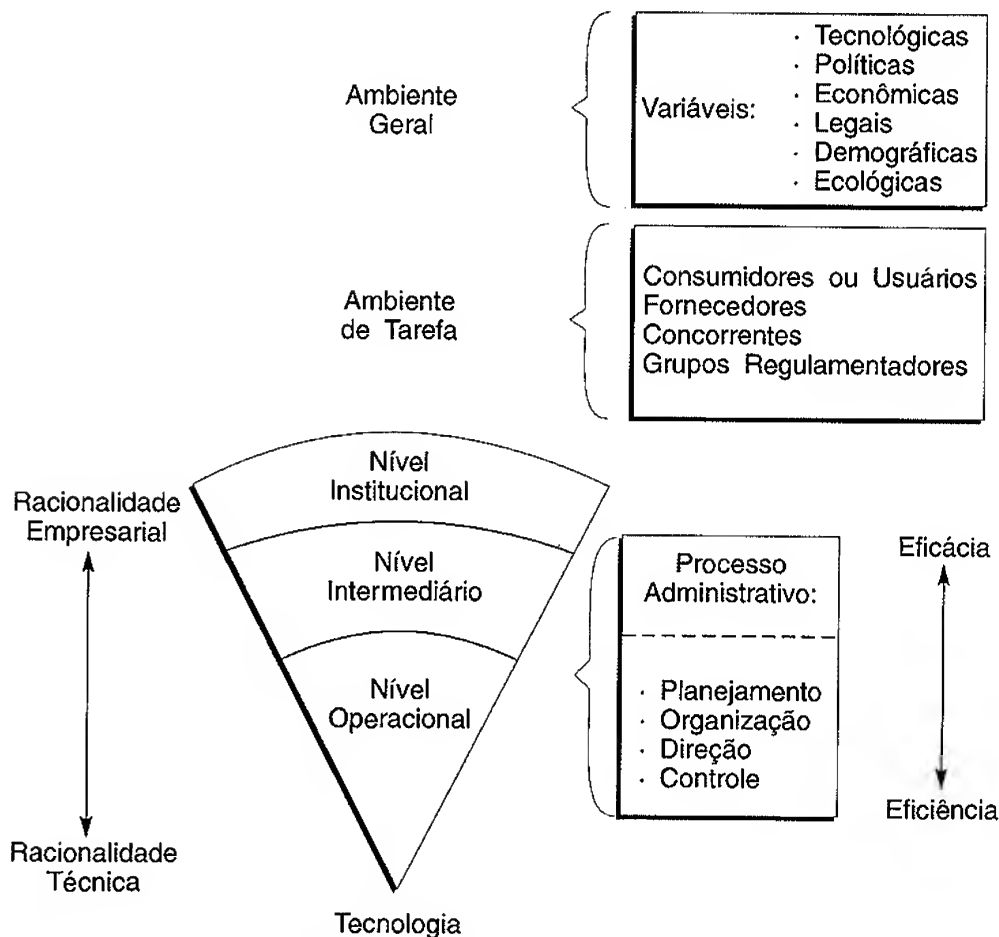 Ambiente
Geral
Variáveis:
· Tecnológicas
· Políticas
· Econômicas
· Legais
· Demográficas
· Ecológicas
Ambiente
de Tarefa
Consumidores ou Usuários
Fornecedores
Concorrentes
Grupos Regulamentadores
Racionalidade
Empresarial
Racionalidade
Técnica
Nível
Institucional
Nível
Intermediário
Nível
Operacional
Tecnologia
Processo
Administrativo:
· Planejamento
· Organização
· Direção
· Controle
Eficácia
Eficiência